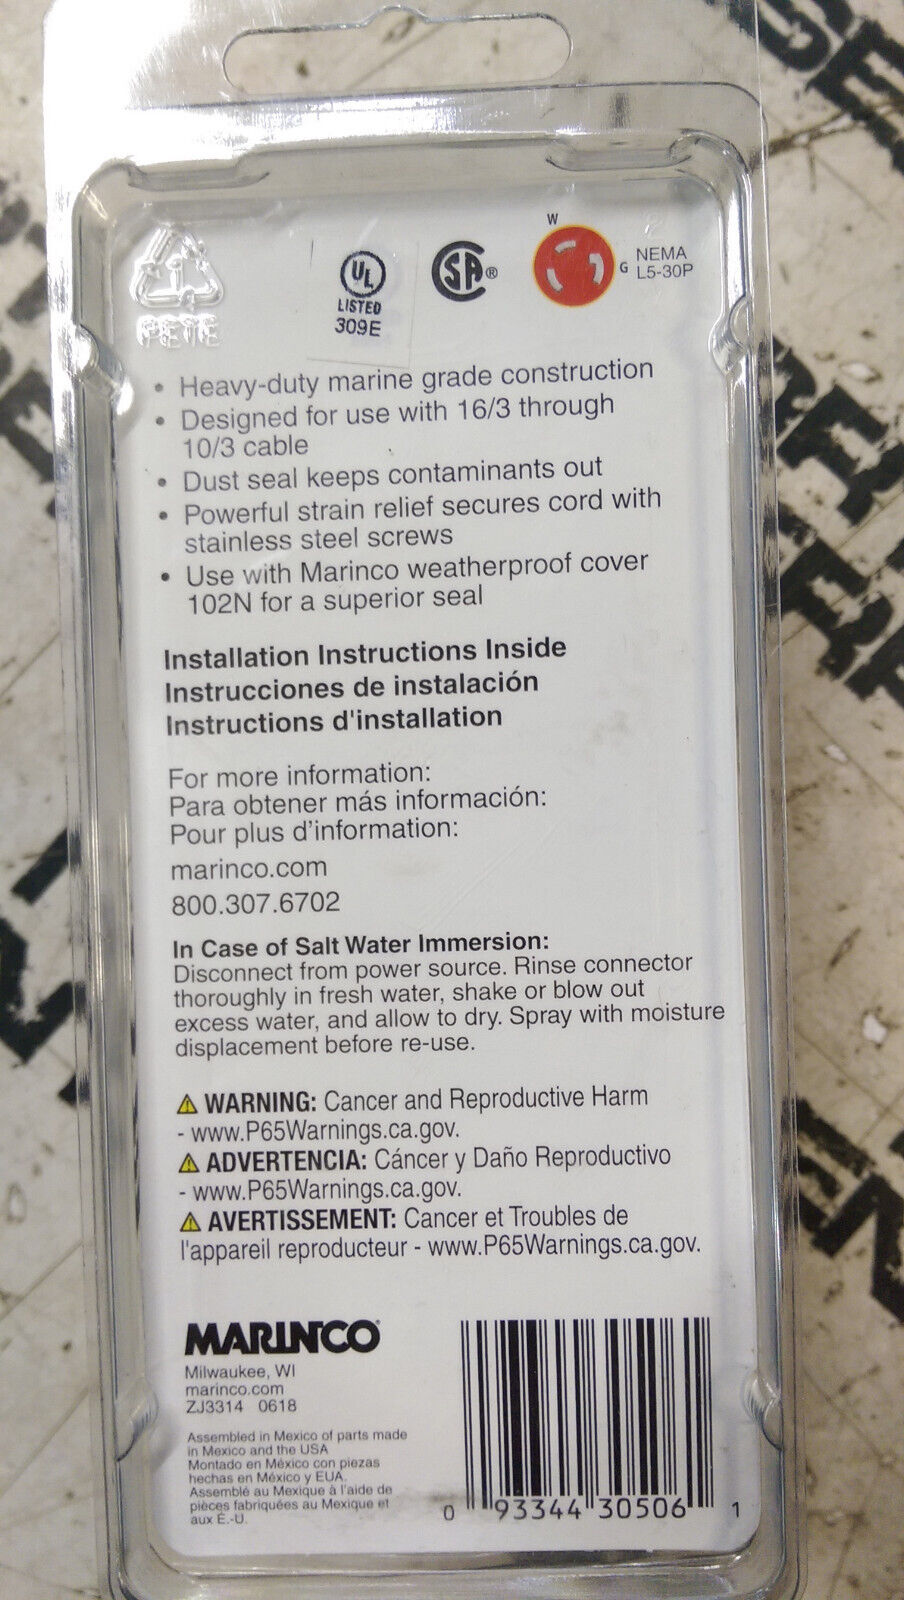 W
G
NEMA
L5-30P
UL
LISTED
309E
SA®
PETE
• Heavy-duty marine grade construction
• Designed for use with 16/3 through
10/3 cable
• Dust seal keeps contaminants out
• Powerful strain relief secures cord with
stainless steel screws
• Use with Marinco weatherproof cover
102N for a superior seal
Installation Instructions Inside
Instrucciones de instalación
Instructions d'installation
For more information:
Para obtener más información:
Pour plus d'information:
marinco.com
800.307.6702
In Case of Salt Water Immersion:
Disconnect from power source. Rinse connector
thoroughly in fresh water, shake or blow out
excess water, and allow to dry. Spray with moisture
displacement before re-use.
⚠ WARNING: Cancer and Reproductive Harm
- www.P65Warnings.ca.gov.
⚠ ADVERTENCIA: Cáncer y Daño Reproductivo
- www.P65Warnings.ca.gov.
⚠ AVERTISSEMENT: Cancer et Troubles de
l'appareil reproducteur - www.P65Warnings.ca.gov.
MARINCO
Milwaukee, WI
marinco.com
ZJ3314 0618
Assembled in Mexico of parts made
in Mexico and the USA
Montado en México con piezas
hechas en México y EUA.
Assemblé au Mexique à l'aide de
pièces fabriquées au Mexique et
aux É.-U.
0 93344 30506 1